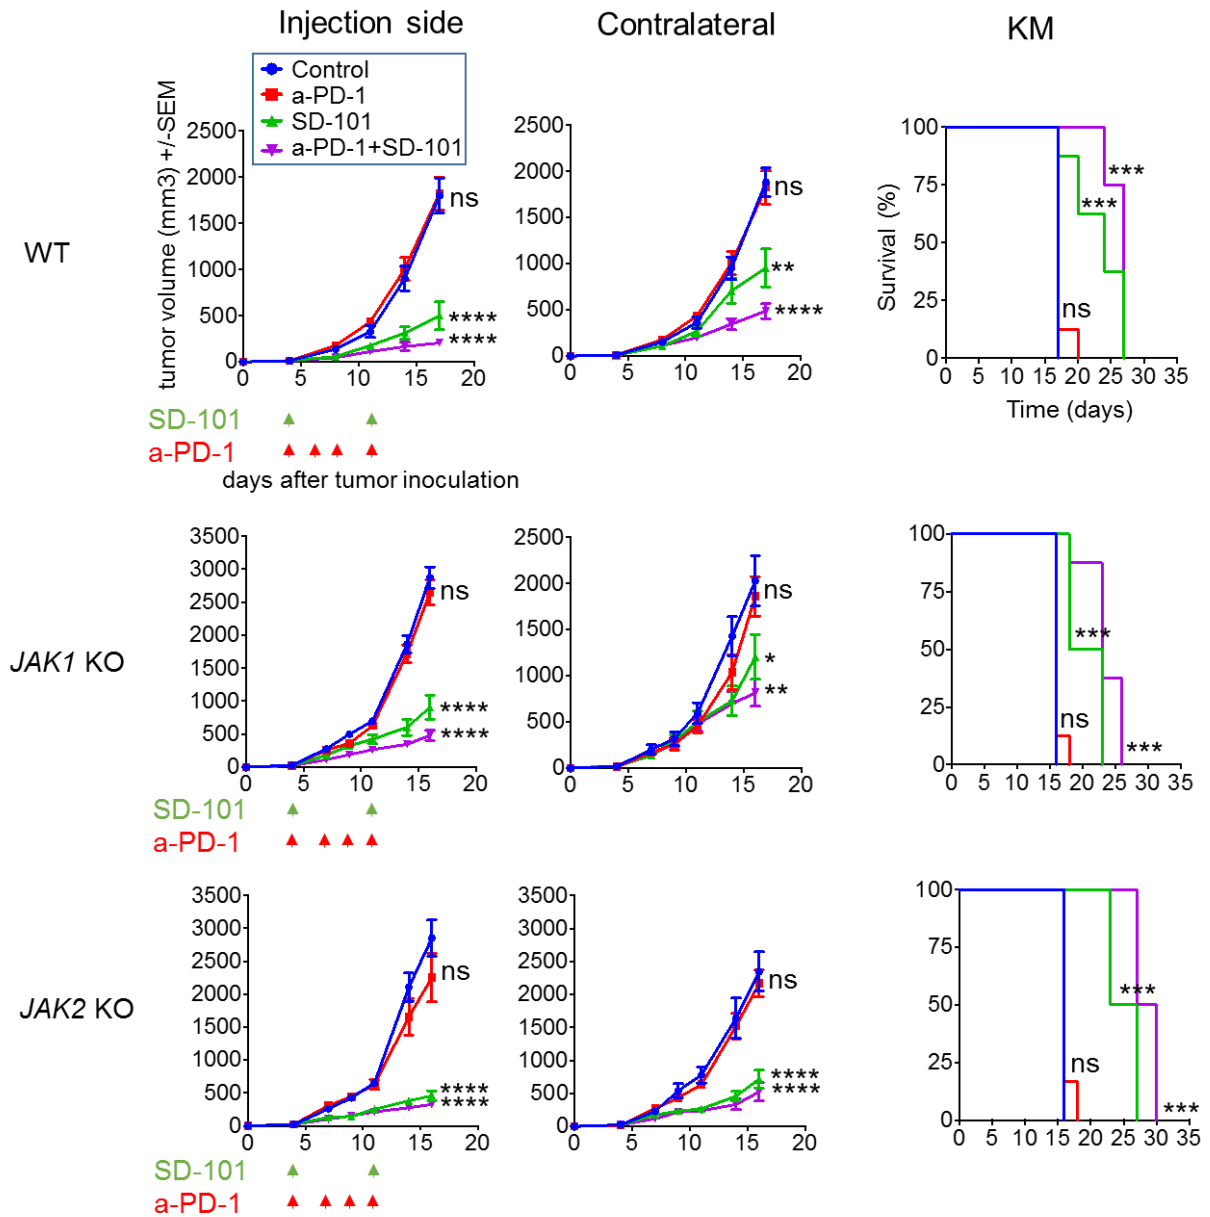 Injection side
Contralateral
KM
Control
a-PD-1
SD-101
a-PD-1+SD-101
WT
tumor volume (mm3) +/-SEM
2500
2000
1500
1000
500
0
0 5 10 15 20
ns
****
****
2500
2000
1500
1000
500
0
0 5 10 15 20
ns
**
****
Survival (%)
100
75
50
25
0
0 5 10 15 20 25 30 35
Time (days)
***
***
ns
SD-101
a-PD-1
days after tumor inoculation
JAK1 KO
3500
3000
2500
2000
1500
1000
500
0
0 5 10 15 20
ns
****
****
2500
2000
1500
1000
500
0
0 5 10 15 20
ns
*
**
100
75
50
25
0
0 5 10 15 20 25 30 35
***
ns
***
SD-101
a-PD-1
JAK2 KO
3500
3000
2500
2000
1500
1000
500
0
0 5 10 15 20
ns
****
****
3500
3000
2500
2000
1500
1000
500
0
0 5 10 15 20
ns
****
****
100
75
50
25
0
0 5 10 15 20 25 30 35
***
ns
***
SD-101
a-PD-1